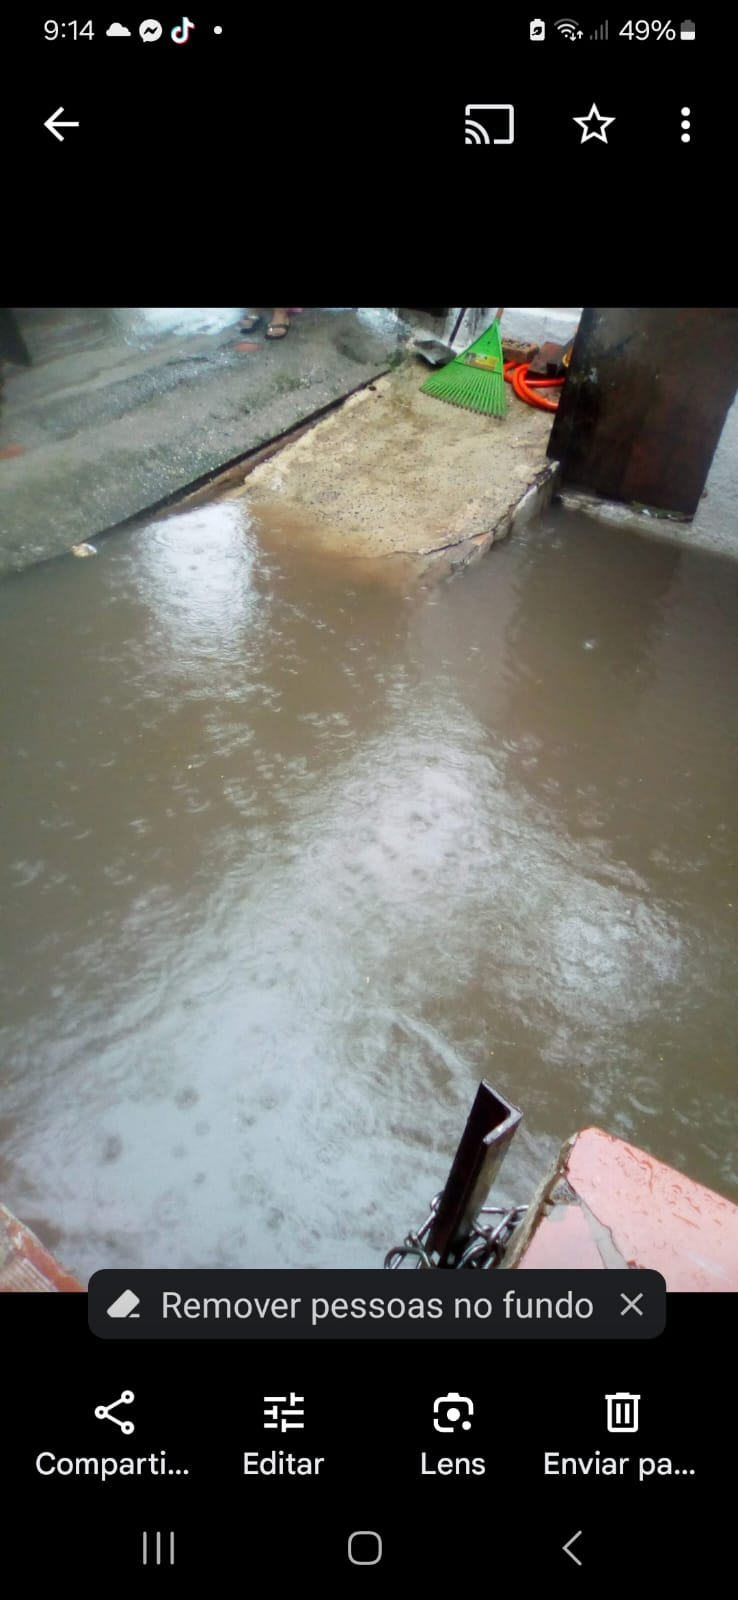 9:14
49%
Remover pessoas no fundo
Comparti...
Editar
Lens
Enviar pa...